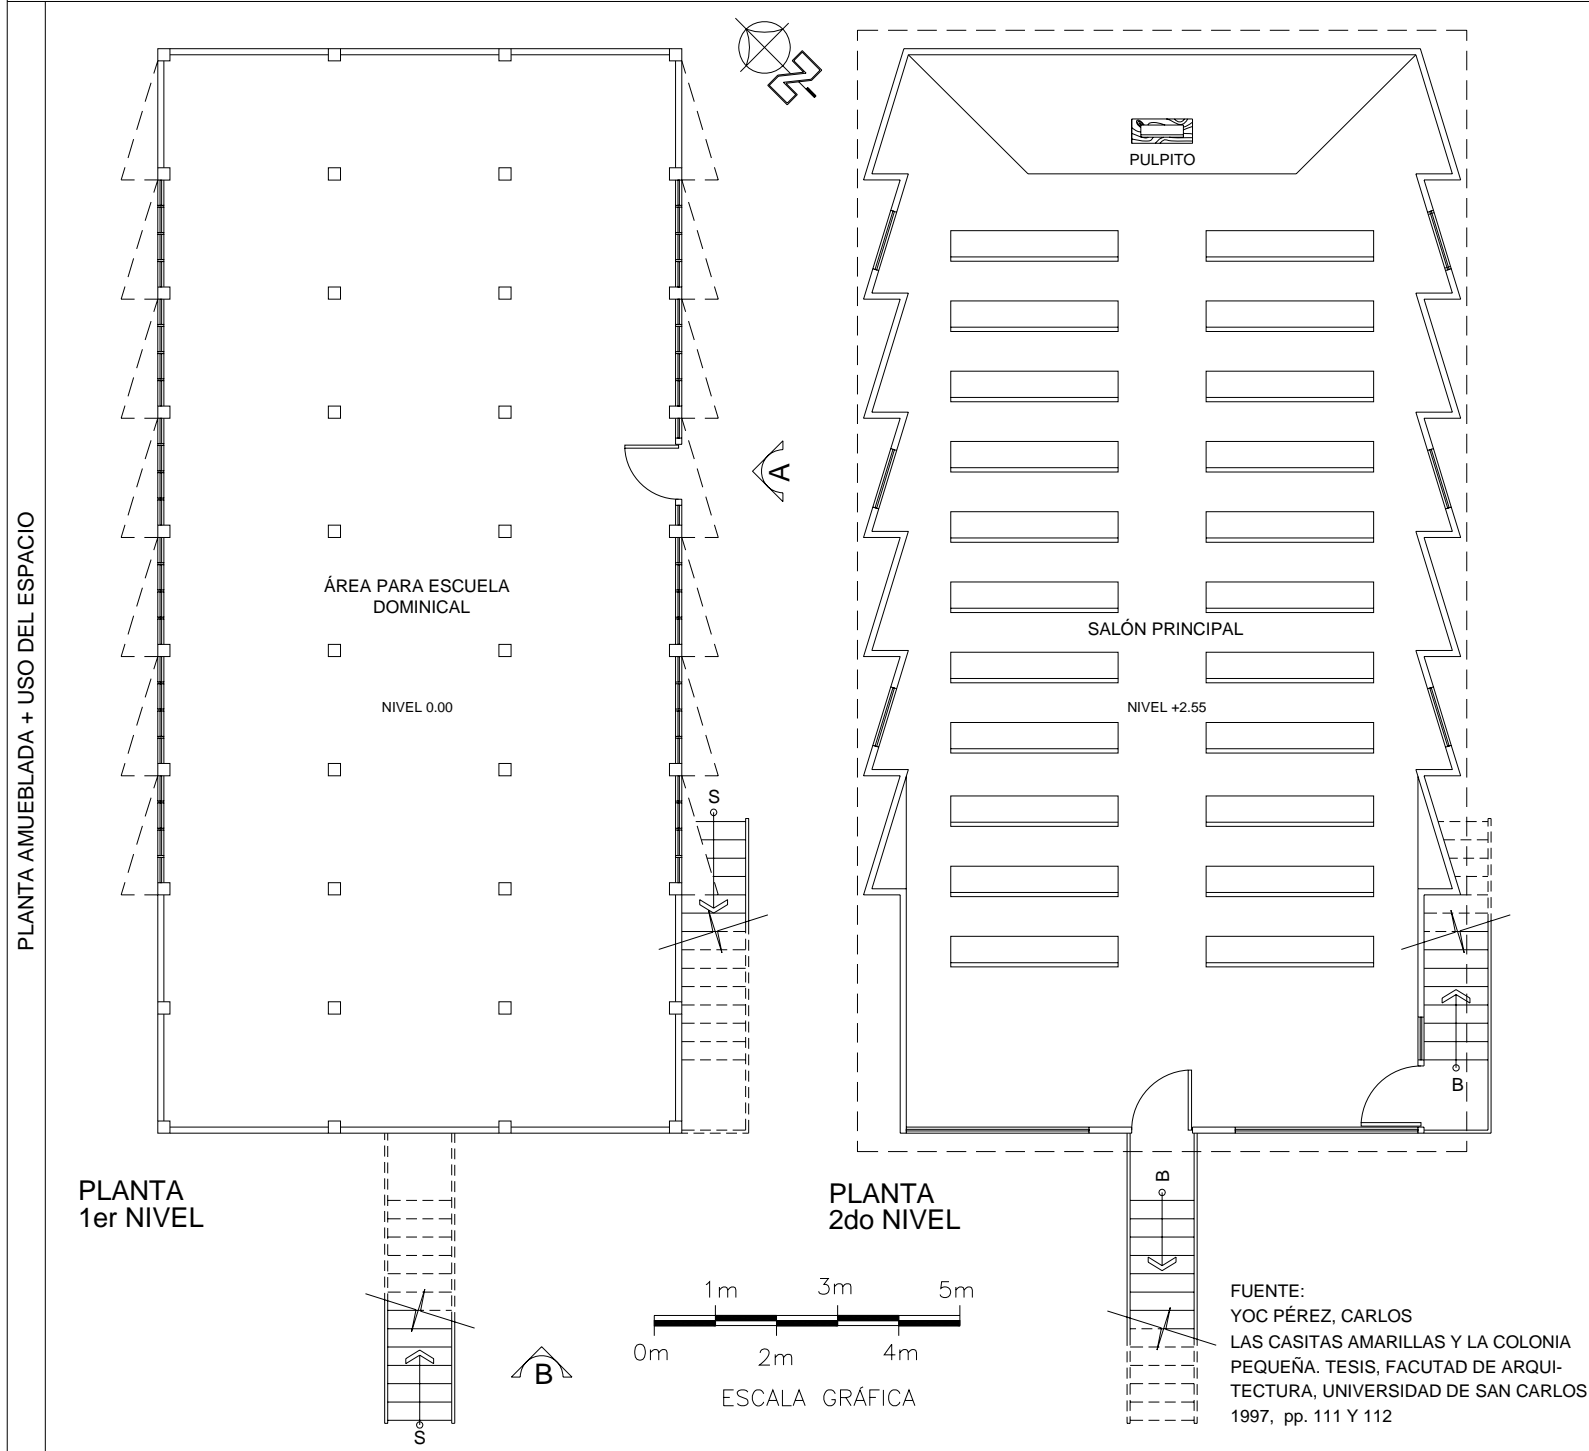 PLANTA AMUEBLADA + USO DEL ESPACIO
N
PULPITO
A
ÁREA PARA ESCUELA
DOMINICAL
NIVEL 0.00
SALÓN PRINCIPAL
NIVEL +2.55
S
B
PLANTA
1er NIVEL
PLANTA
2do NIVEL
B
S
B
1m
3m
5m
0m
2m
4m
ESCALA GRÁFICA
FUENTE:
YOC PÉREZ, CARLOS
LAS CASITAS AMARILLAS Y LA COLONIA
PEQUEÑA. TESIS, FACUTAD DE ARQUI-
TECTURA, UNIVERSIDAD DE SAN CARLOS
1997, pp. 111 Y 112